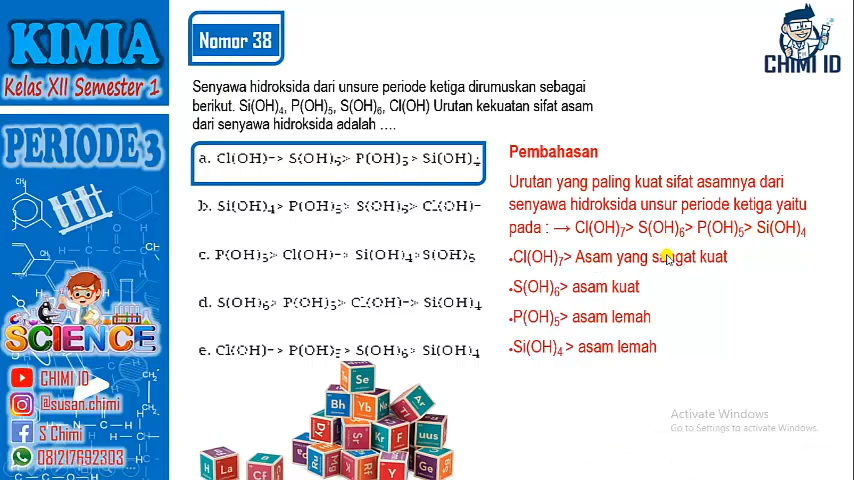 KIMIA
Kelas XII Semester 1
PERIODE 3
SCIENCE
CHIMI ID
@susan.chimi
S Chimi
081217692303
Nomor 38
CHIMI ID
Senyawa hidroksida dari unsure periode ketiga dirumuskan sebagai
berikut. Si(OH)₄, P(OH)₅, S(OH)₆, Cl(OH) Urutan kekuatan sifat asam
dari senyawa hidroksida adalah ….
a. Cl(OH)-> S(OH)₅> P(OH)₅> Si(OH)₄
b. Si(OH)₄> P(OH)₅> S(OH)₅> Cl(OH)-
c. P(OH)₅> Cl(OH)-> Si(OH)₄>S(OH)₅
d. S(OH)₅> P(OH)₅> Cl(OH)-> Si(OH)₄
e. Cl(OH)-> P(OH)₅> S(OH)₆> Si(OH)₄
Pembahasan
Urutan yang paling kuat sifat asamnya dari
senyawa hidroksida unsur periode ketiga yaitu
pada : → Cl(OH)₇> S(OH)₆> P(OH)₅> Si(OH)₄
•Cl(OH)₇> Asam yang sangat kuat
•S(OH)₆> asam kuat
•P(OH)₅> asam lemah
•Si(OH)₄ > asam lemah
Se
Bh Yb Ar
Dy Sr Kr F uus
Mg Rf Y Ge
H La Cf
Activate Windows
Go to Settings to activate Windows.